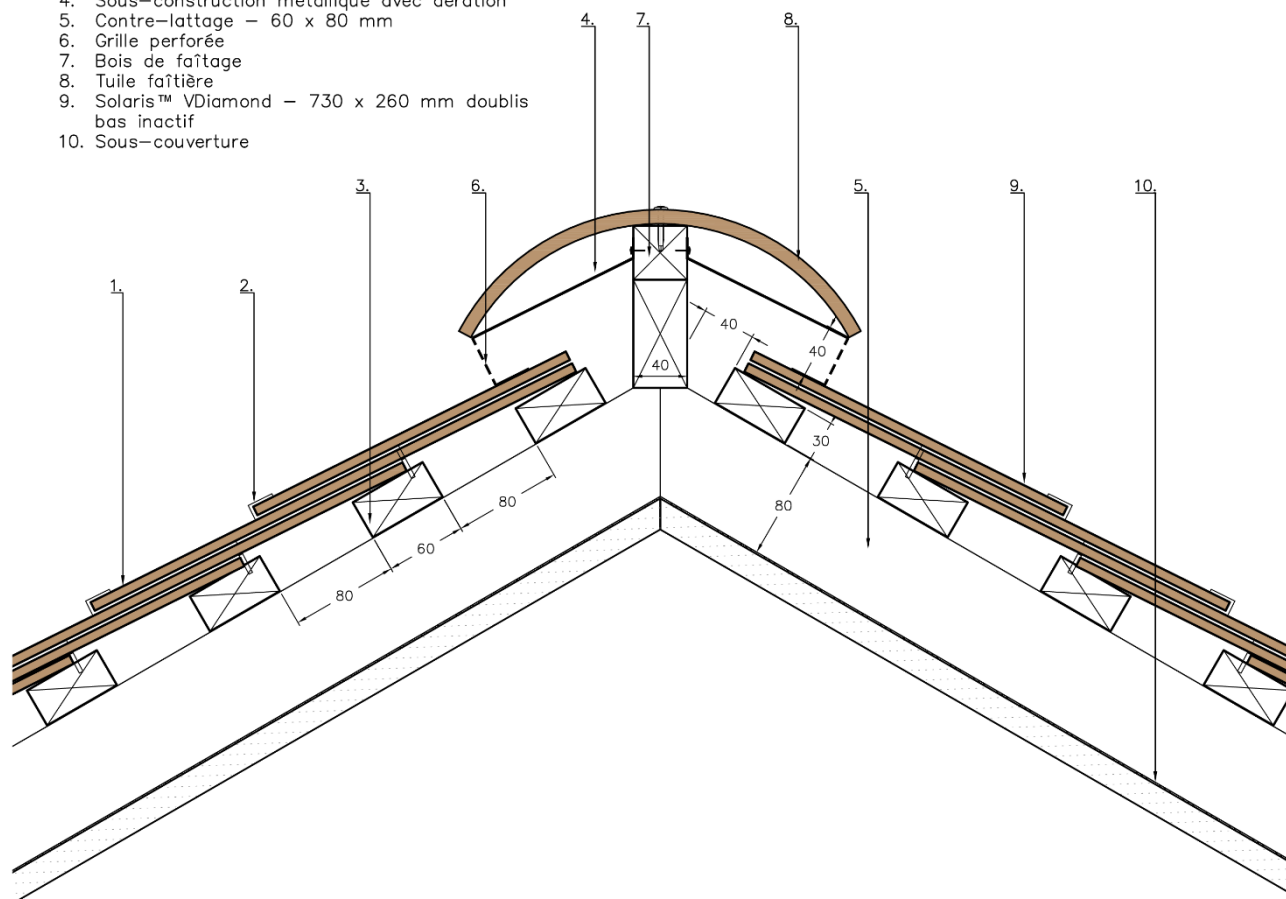 4. Sous-construction métallique avec aération
5. Contre-lattage - 60 x 80 mm
6. Grille perforée
7. Bois de faîtage
8. Tuile faîtière
9. Solaris™ VDiamond - 730 x 260 mm doublis
bas inactif
10. Sous-couverture
4. 7. 8.
3. 6. 5. 9. 10.
1. 2.
40
40
40
30
80
80
60
80